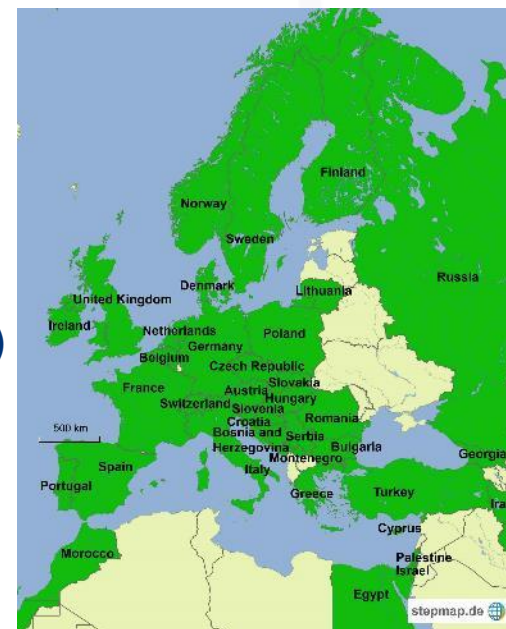 Finland
Norway
Sweden
Russia
Denmark
Lithuania
United Kingdom
Ireland
Netherlands
Poland
Germany
Belgium
Czech Republic
Slovakia
France
Austria
Hungary
Switzerland
Slovenia
Romania
Croatia
500 km
Bosnia and
Herzegovina
Serbia
Bulgaria
Montenegro
Georgia
Italy
Spain
Portugal
Greece
Turkey
Ira
Cyprus
Morocco
Palestine
Israel
Egypt
stepmap.de